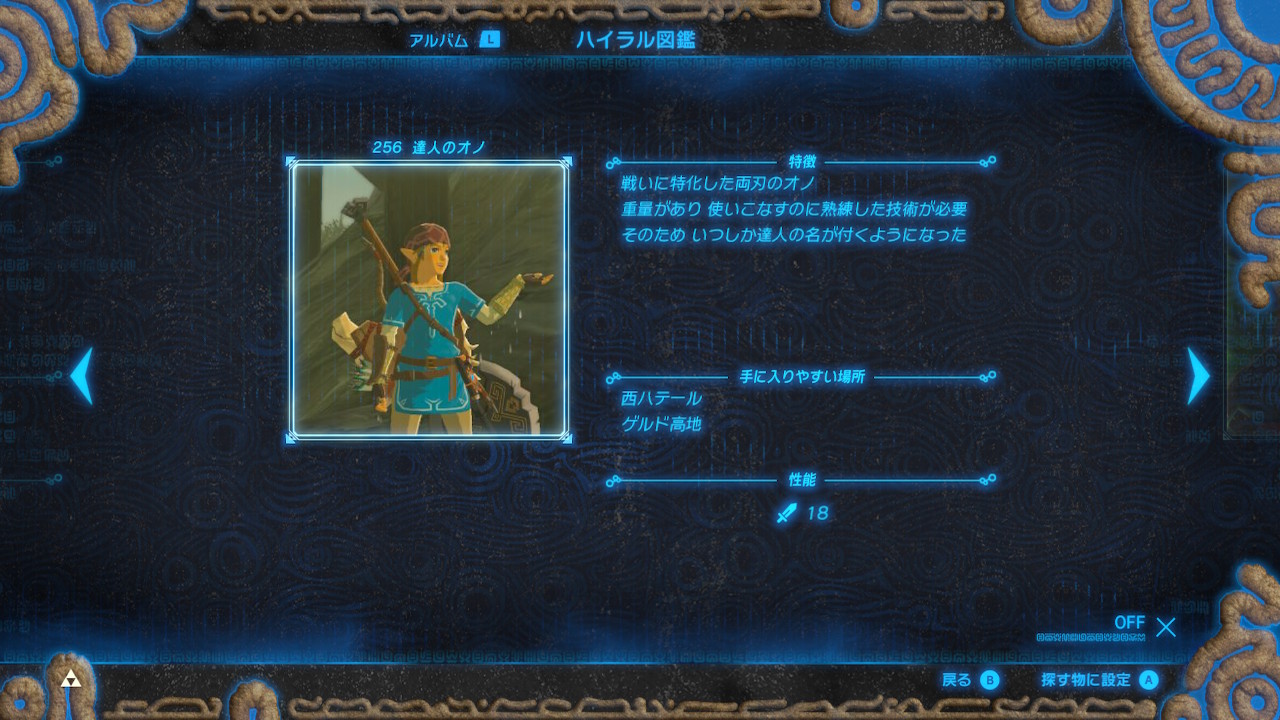 アルバム L
ハイラル図鑑
256 達人のオノ
特徴
戦いに特化した両刃のオノ
重量があり 使いこなすのに熟練した技術が必要
そのため いつしか達人の名が付くようになった
手に入りやすい場所
西ハテール
ゲルド高地
性能
18
OFF
戻る B
探す物に設定 A